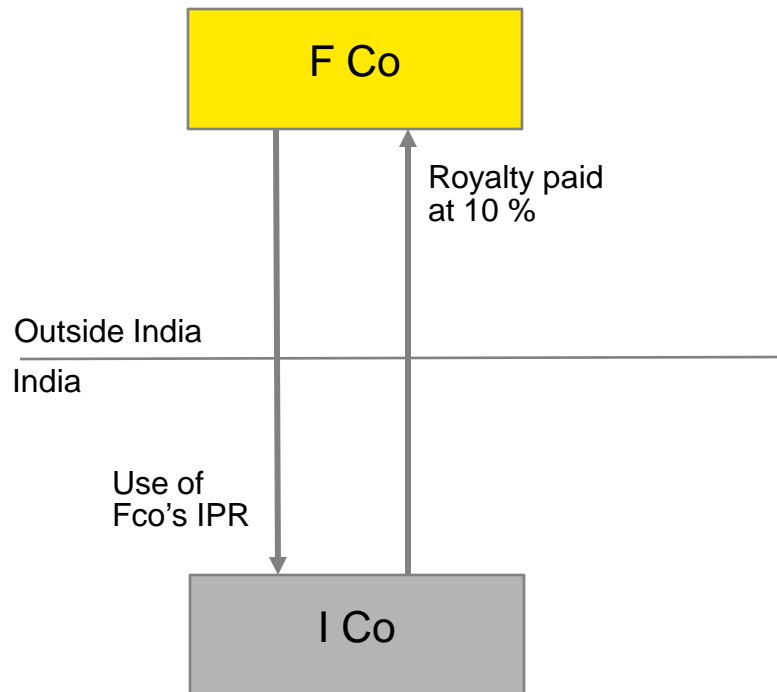 F Co
Royalty paid
at 10 %
Outside India
India
Use of
Fco’s IPR
I Co